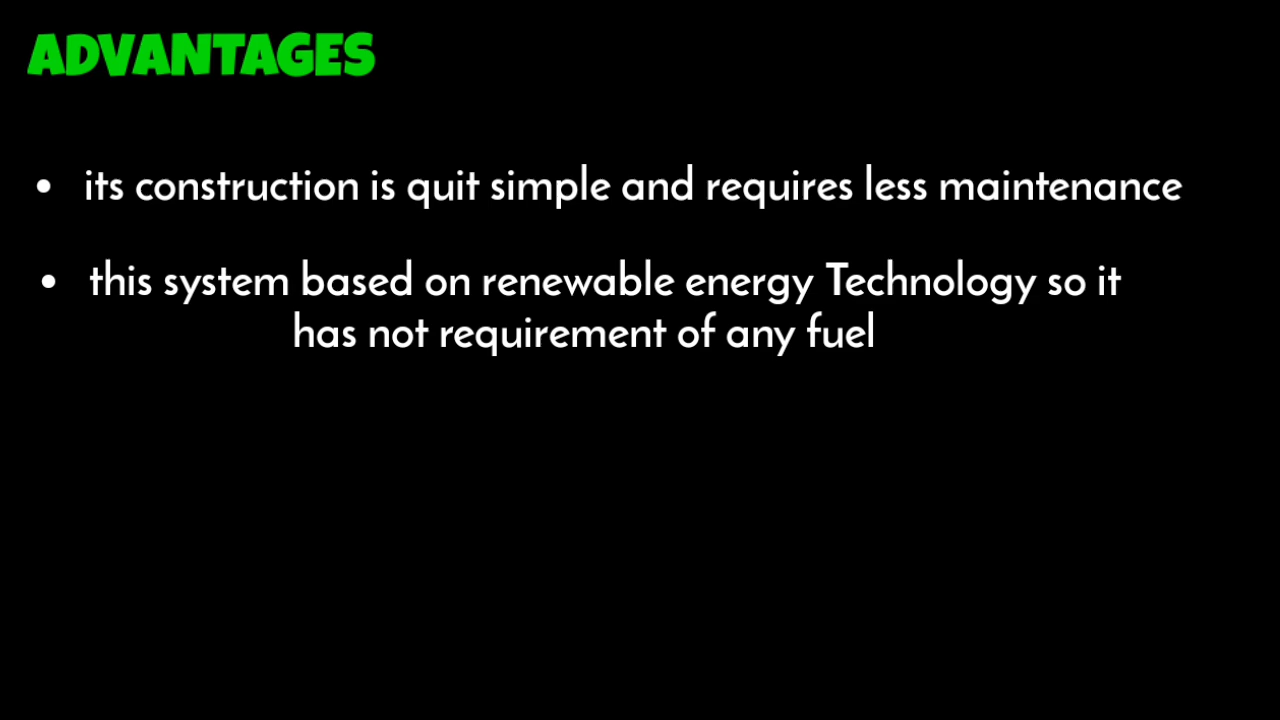 ADVANTAGES
• its construction is quit simple and requires less maintenance
• this system based on renewable energy Technology so it
has not requirement of any fuel